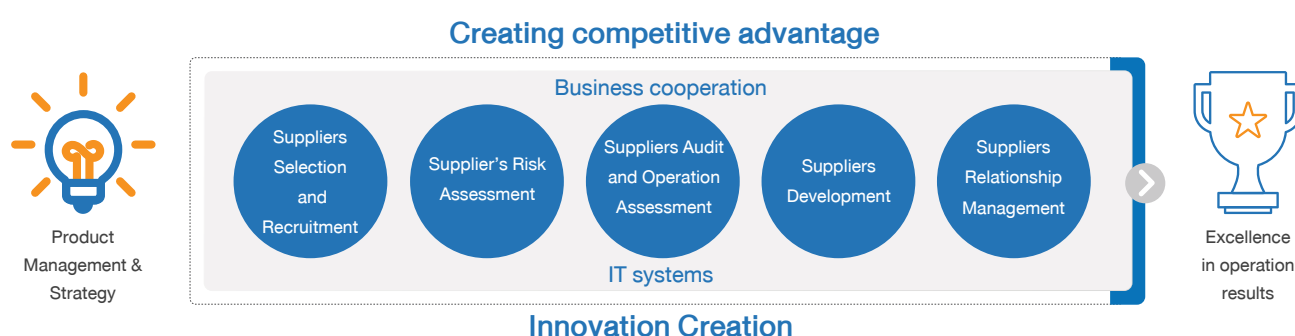 Creating competitive advantage
Product
Management &
Strategy
Business cooperation
Suppliers
Selection
and
Recruitment
Supplier's Risk
Assessment
Suppliers Audit
and Operation
Assessment
Suppliers
Development
Suppliers
Relationship
Management
IT systems
Excellence
in operation
results
Innovation Creation